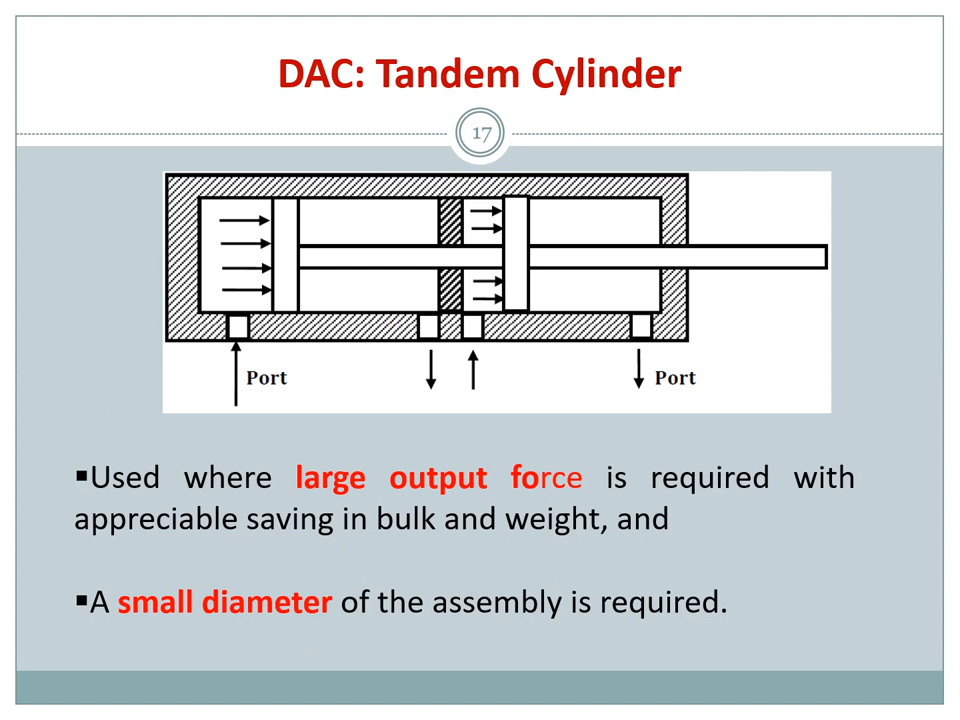 DAC: Tandem Cylinder
17
Port
Port
▪Used where large output force is required with
appreciable saving in bulk and weight, and
▪A small diameter of the assembly is required.